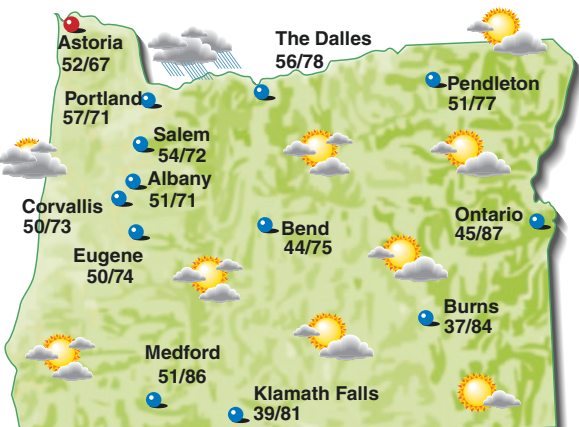 Astoria
52/67
The Dalles
56/78
Pendleton
51/77
Portland
57/71
Salem
54/72
Albany
51/71
Corvallis
50/73
Eugene
50/74
Bend
44/75
Ontario
45/87
Burns
37/84
Medford
51/86
Klamath Falls
39/81